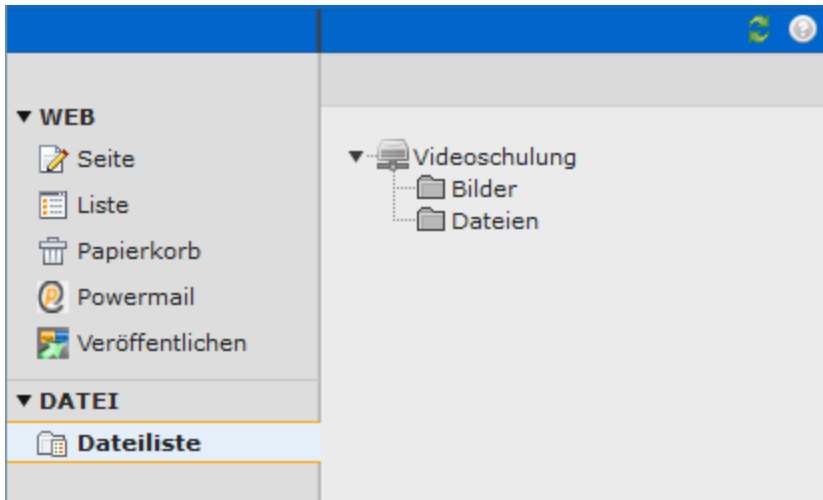 WEB
Seite
Liste
Papierkorb
Powermail
Veröffentlichen
DATEI
Dateiliste
Videoschulung
Bilder
Dateien